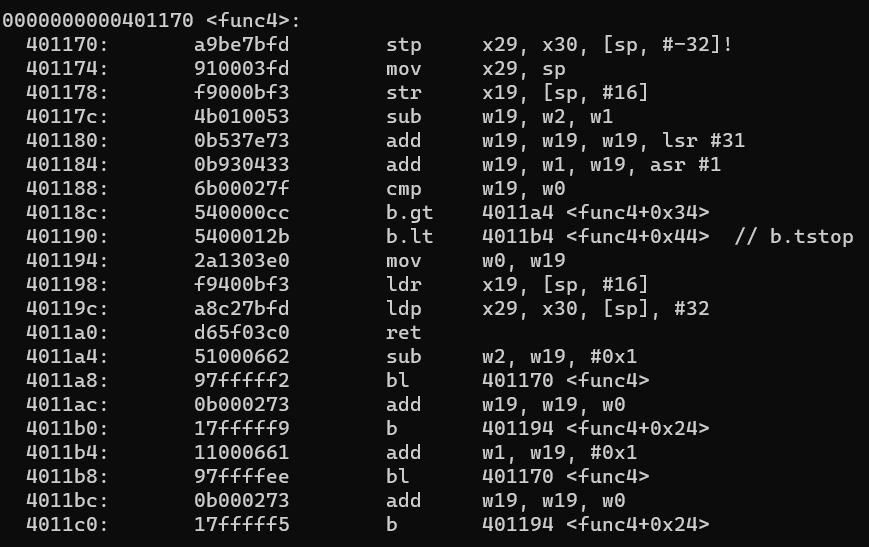 0000000000401170 <func4>:
401170: a9be7bfd stp x29, x30, [sp, #-32]!
401174: 910003fd mov x29, sp
401178: f9000bf3 str x19, [sp, #16]
40117c: 4b010053 sub w19, w2, w1
401180: 0b537e73 add w19, w19, w19, lsr #31
401184: 0b930433 add w19, w1, w19, asr #1
401188: 6b00027f cmp w19, w0
40118c: 540000cc b.gt 4011a4 <func4+0x34>
401190: 5400012b b.lt 4011b4 <func4+0x44> // b.tstop
401194: 2a1303e0 mov w0, w19
401198: f9400bf3 ldr x19, [sp, #16]
40119c: a8c27bfd ldp x29, x30, [sp], #32
4011a0: d65f03c0 ret
4011a4: 51000662 sub w2, w19, #0x1
4011a8: 97fffff2 bl 401170 <func4>
4011ac: 0b000273 add w19, w19, w0
4011b0: 17fffff9 b 401194 <func4+0x24>
4011b4: 11000661 add w1, w19, #0x1
4011b8: 97ffffee bl 401170 <func4>
4011bc: 0b000273 add w19, w19, w0
4011c0: 17fffff5 b 401194 <func4+0x24>